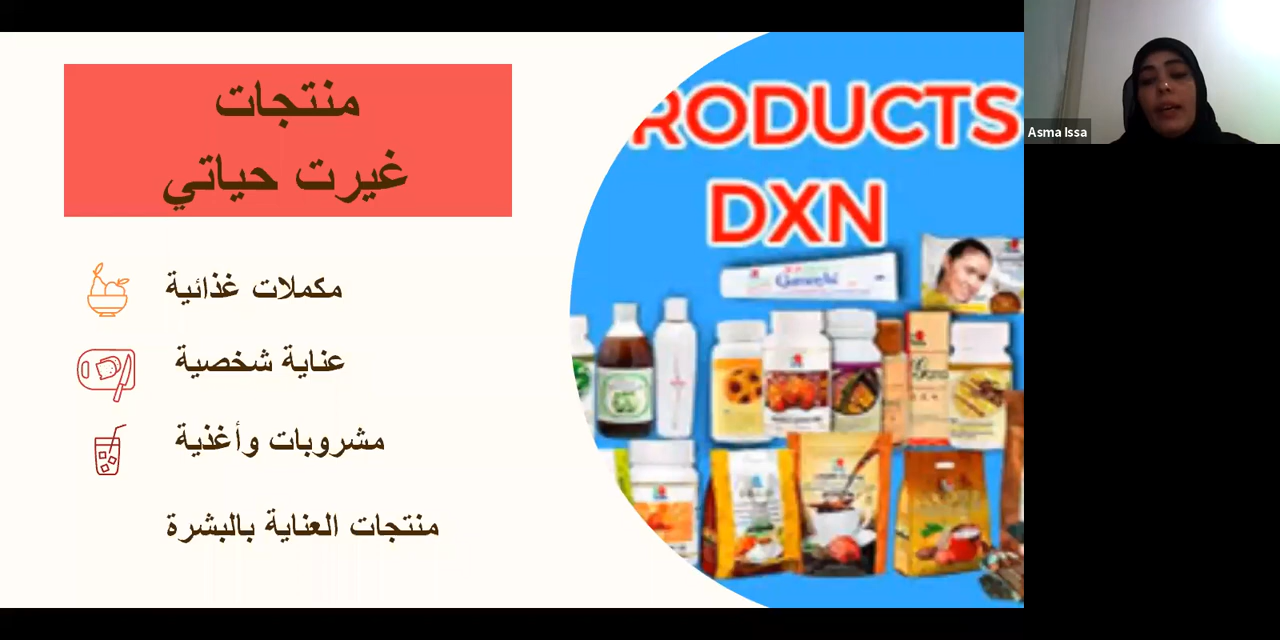 منتجات
غيرت حياتي
مكملات غذائية
عناية شخصية
مشروبات وأغذية
منتجات العناية بالبشرة
RODUCTS
DXN
Asma Issa